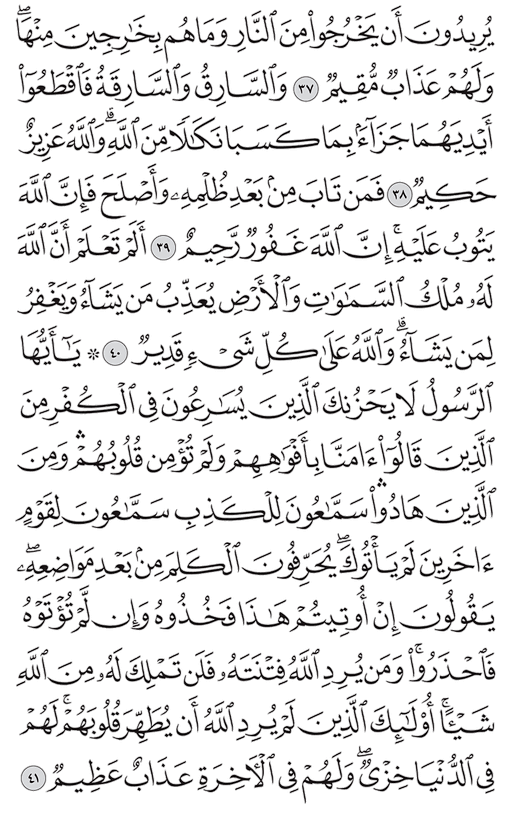 يُرِيدُونَ أَن يَخۡرُجُواْ مِنَ ٱلنَّارِ وَمَا هُم بِخَٰرِجِينَ مِنۡهَاۖ
وَلَهُمۡ عَذَابٞ مُّقِيمٞ ٣٧ وَٱلسَّارِقُ وَٱلسَّارِقَةُ فَٱقۡطَعُوٓاْ
أَيۡدِيَهُمَا جَزَآءَۢ بِمَا كَسَبَا نَكَٰلٗا مِّنَ ٱللَّهِۗ وَٱللَّهُ عَزِيزٌ
حَكِيمٞ ٣٨ فَمَن تَابَ مِنۢ بَعۡدِ ظُلۡمِهِۦ وَأَصۡلَحَ فَإِنَّ ٱللَّهَ
يَتُوبُ عَلَيۡهِۚ إِنَّ ٱللَّهَ غَفُورٞ رَّحِيمٌ ٣٩ أَلَمۡ تَعۡلَمۡ أَنَّ ٱللَّهَ
لَهُۥ مُلۡكُ ٱلسَّمَٰوَٰتِ وَٱلۡأَرۡضِ يُعَذِّبُ مَن يَشَآءُ وَيَغۡفِرُ
لِمَن يَشَآءُۗ وَٱللَّهُ عَلَىٰ كُلِّ شَيۡءٖ قَدِيرٞ ٤٠ ۞ يَٰٓأَيُّهَا
ٱلرَّسُولُ لَا يَحۡزُنكَ ٱلَّذِينَ يُسَٰرِعُونَ فِي ٱلۡكُفۡرِ مِنَ
ٱلَّذِينَ قَالُوٓاْ ءَامَنَّا بِأَفۡوَٰهِهِمۡ وَلَمۡ تُؤۡمِن قُلُوبُهُمۡۛ وَمِنَ
ٱلَّذِينَ هَادُواْۛ سَمَّٰعُونَ لِلۡكَذِبِ سَمَّٰعُونَ لِقَوۡمٍ
ءَاخَرِينَ لَمۡ يَأۡتُوكَۖ يُحَرِّفُونَ ٱلۡكَلِمَ مِنۢ بَعۡدِ مَوَاضِعِهِۦۖ
يَقُولُونَ إِنۡ أُوتِيتُمۡ هَٰذَا فَخُذُوهُ وَإِن لَّمۡ تُؤۡتَوۡهُ
فَٱحۡذَرُواْۚ وَمَن يُرِدِ ٱللَّهُ فِتۡنَتَهُۥ فَلَن تَمۡلِكَ لَهُۥ مِنَ ٱللَّهِ
شَيۡـًٔاۚ أُوْلَٰٓئِكَ ٱلَّذِينَ لَمۡ يُرِدِ ٱللَّهُ أَن يُطَهِّرَ قُلُوبَهُمۡۚ لَهُمۡ
فِي ٱلدُّنۡيَا خِزۡيٞۖ وَلَهُمۡ فِي ٱلۡأٓخِرَةِ عَذَابٌ عَظِيمٞ ٤١